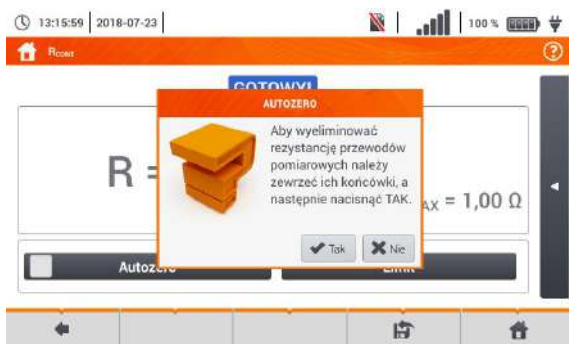 13:15:59 2018-07-23 100 %
RCONT
GOTOWY!
AUTOZERO
Aby wyeliminować
rezystancję przewodów
pomiarowych należy
zewrzeć ich końcówki, a
następnie nacisnąć TAK.
R =
AX = 1,00 Ω
Tak Nie
Autozero
Limit